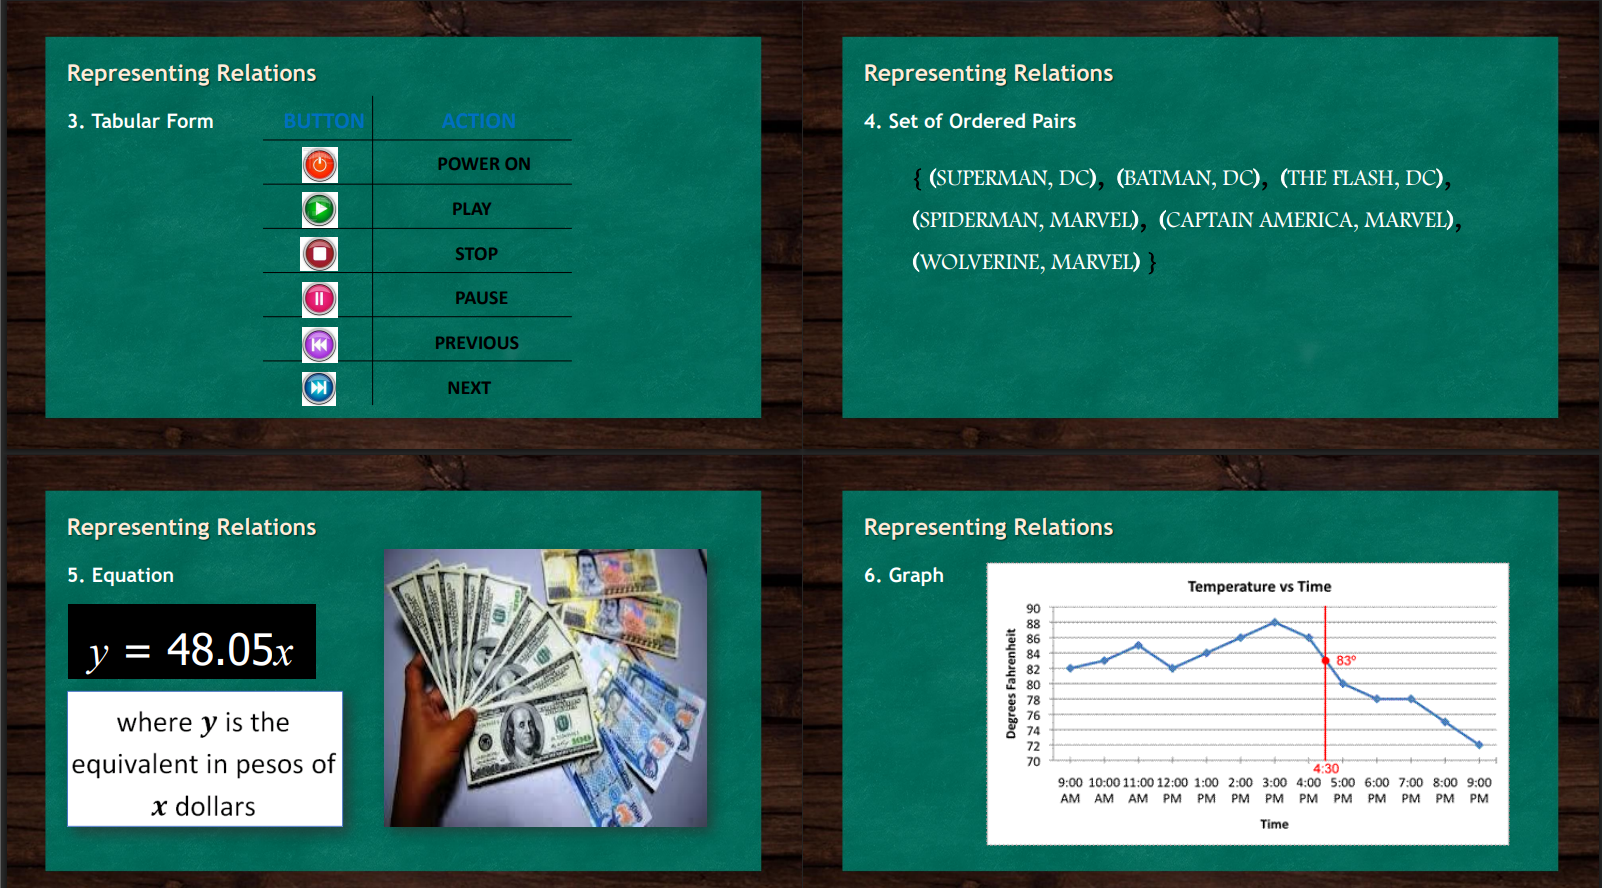 Representing Relations
3. Tabular Form
BUTTON ACTION
POWER ON
PLAY
STOP
PAUSE
PREVIOUS
NEXT
Representing Relations
4. Set of Ordered Pairs
{ (SUPERMAN, DC), (BATMAN, DC), (THE FLASH, DC),
(SPIDERMAN, MARVEL), (CAPTAIN AMERICA, MARVEL),
(WOLVERINE, MARVEL) }
Representing Relations
5. Equation
y = 48.05x
where y is the
equivalent in pesos of
x dollars
100
Representing Relations
6. Graph
Temperature vs Time
Degrees Fahrenheit
90
88
86
84
82
80
78
76
74
72
70
83°
4:30
9:00 10:00 11:00 12:00 1:00 2:00 3:00 4:00 5:00 6:00 7:00 8:00 9:00
AM AM AM PM PM PM PM PM PM PM PM PM PM
Time